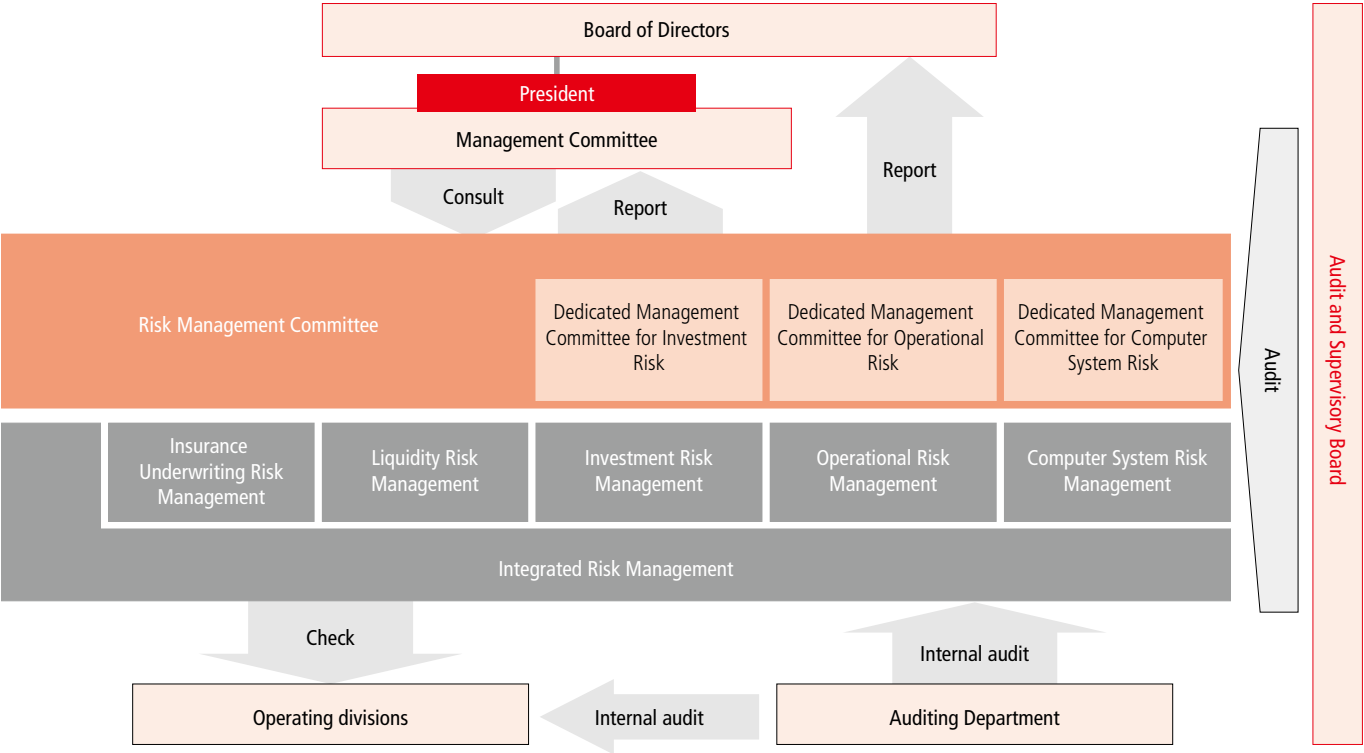 Board of Directors
President
Management Committee
Consult
Report
Report
Risk Management Committee
Dedicated Management
Committee for Investment
Risk
Dedicated Management
Committee for Operational
Risk
Dedicated Management
Committee for Computer
System Risk
Insurance
Underwriting Risk
Management
Liquidity Risk
Management
Investment Risk
Management
Operational Risk
Management
Computer System Risk
Management
Integrated Risk Management
Check
Internal audit
Operating divisions
Internal audit
Auditing Department
Audit
Audit and Supervisory Board